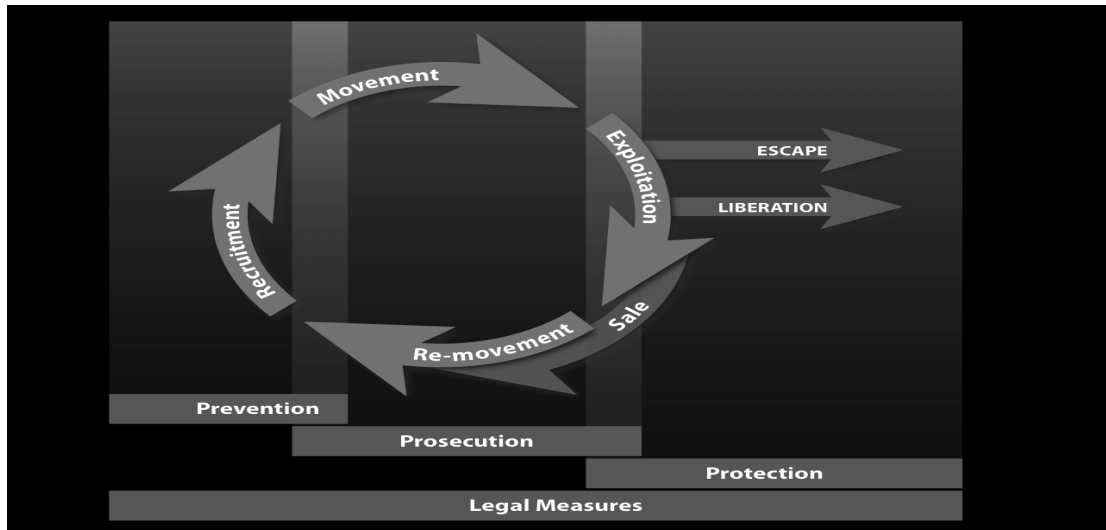 Movement
Exploitation
ESCAPE
LIBERATION
Recruitment
Sale
Re-movement
Prevention
Prosecution
Protection
Legal Measures